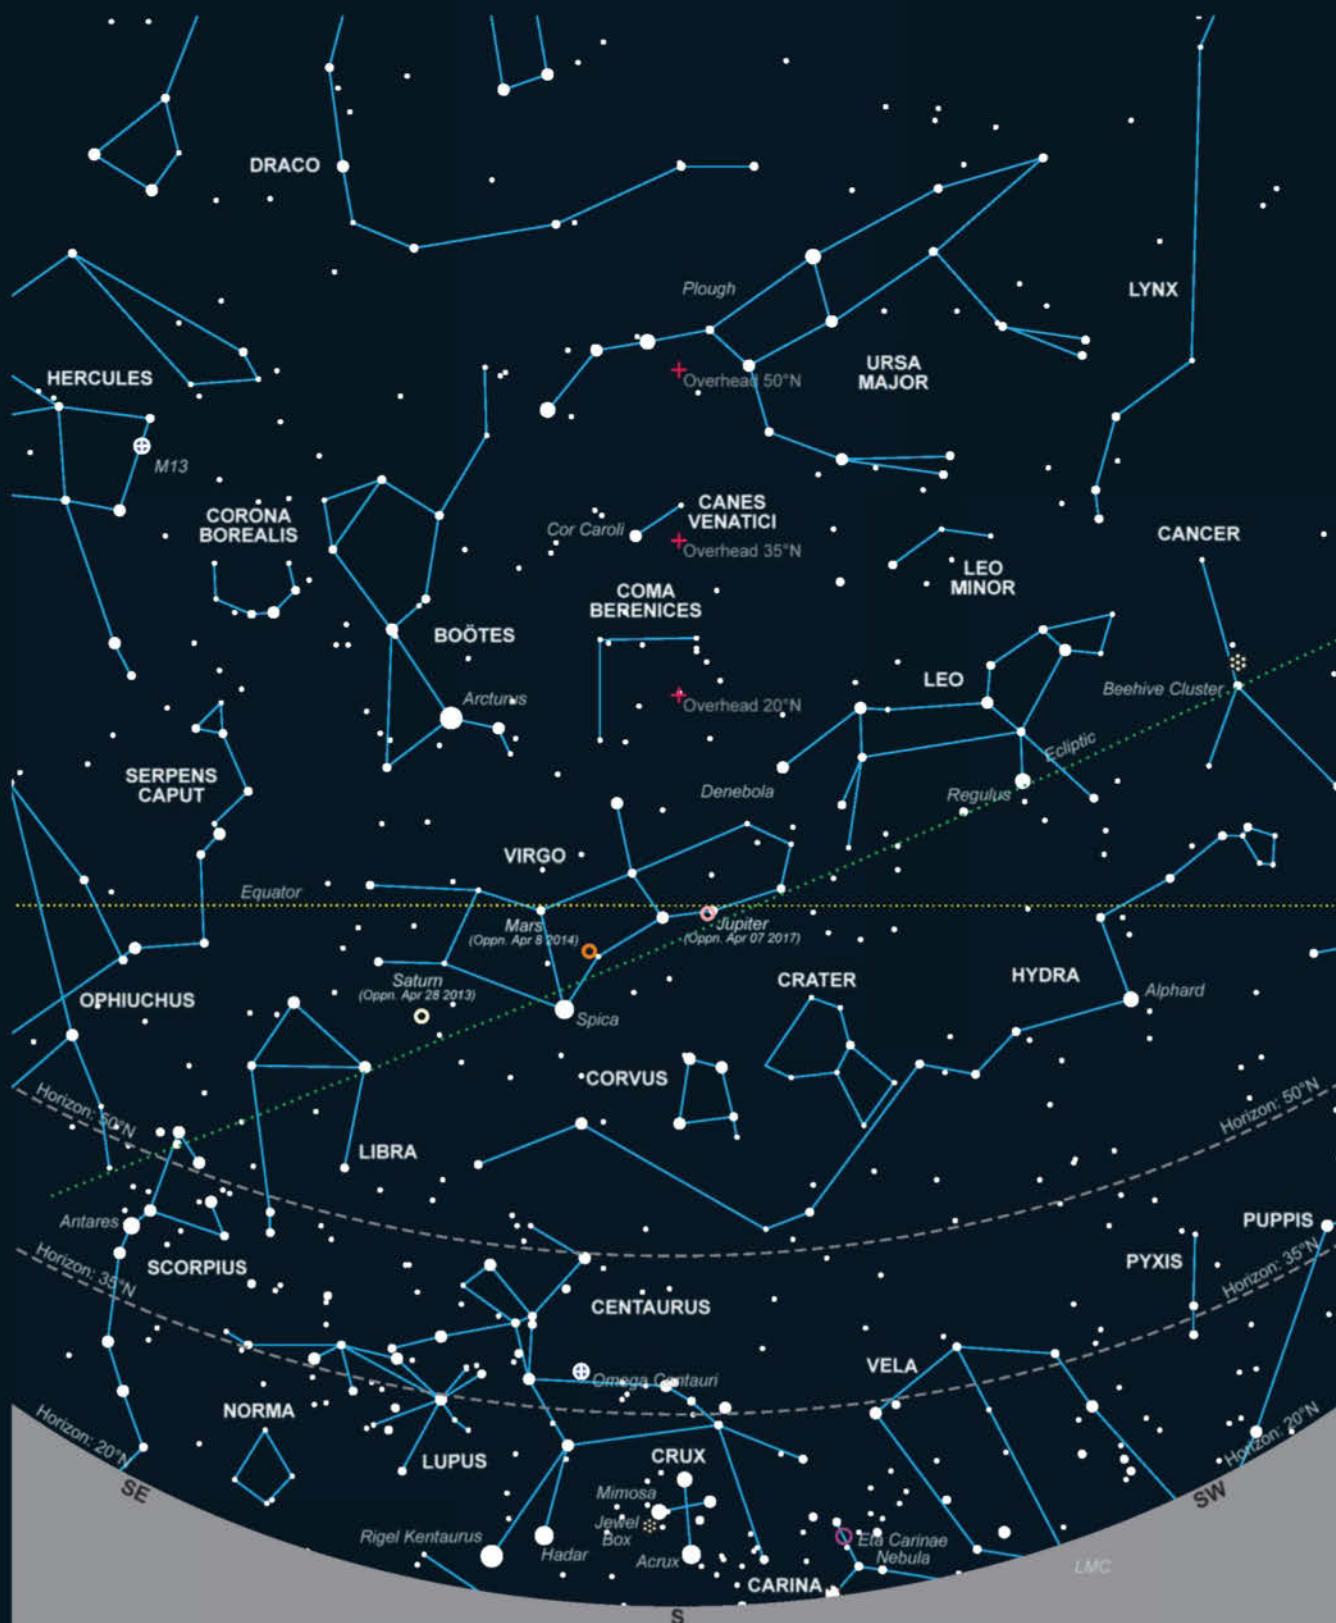 DRACO
Plough
LYNX
HERCULES
URSA
MAJOR
Overhead 50°N
M13
CORONA
BOREALIS
Cor Caroli
CANES
VENATICI
Overhead 35°N
CANCER
LEO
MINOR
COMA
BERENICES
BOÖTES
LEO
Beehive Cluster
Arcturus
Overhead 20°N
Ecliptic
SERPENS
CAPUT
Denebola
Regulus
VIRGO
Equator
Mars
(Oppn. Apr 8 2014)
Jupiter
(Oppn. Apr 07 2017)
Saturn
(Oppn. Apr 28 2013)
CRATER
HYDRA
Alphard
OPHIUCHUS
Spica
CORVUS
Horizon: 50°N
Horizon: 50°N
LIBRA
Antares
PUPPIS
SCORPIUS
PYXIS
Horizon: 35°N
Horizon: 35°N
CENTAURUS
VELA
Omega Centauri
NORMA
Horizon: 20°N
Horizon: 20°N
LUPUS
CRUX
SE
SW
Mimosa
Jewel
Box
Rigel Kentaurus
Hadar
Acrux
Eta Carinae
Nebula
LMC
CARINA
S